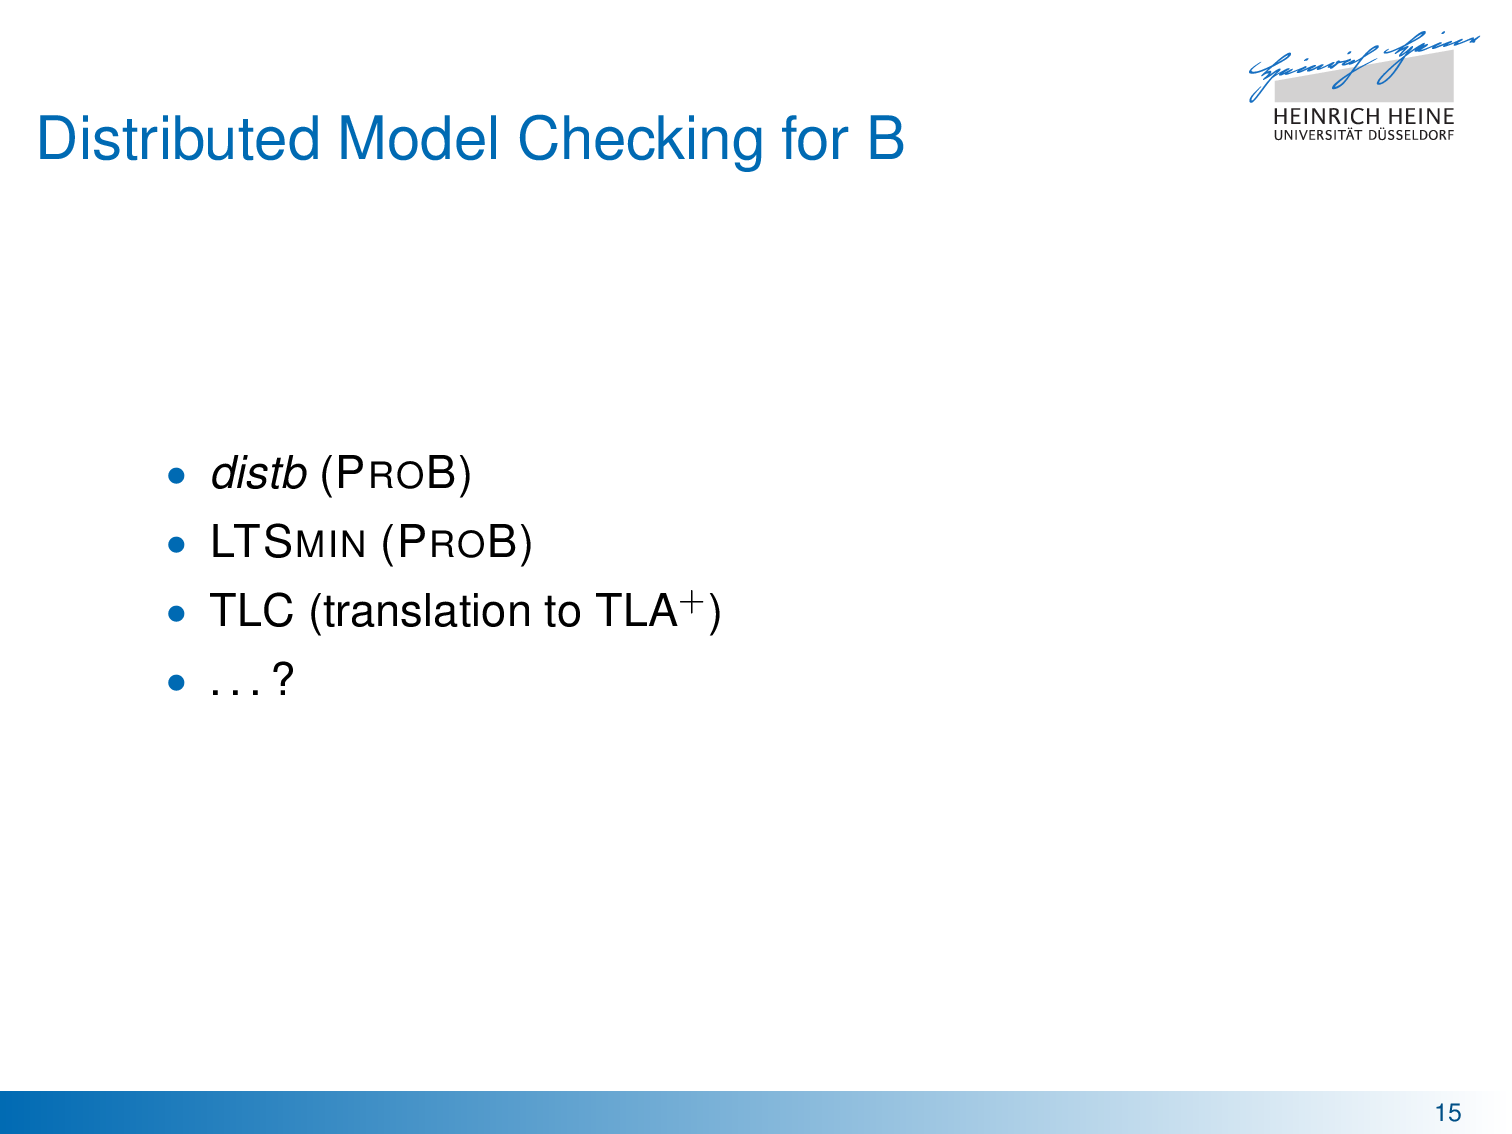 Heinrich Heine
HEINRICH HEINE
UNIVERSITÄT DÜSSELDORF
Distributed Model Checking for B
• distb (PROB)
• LTSMIN (PROB)
• TLC (translation to TLA⁺)
• . . . ?
15